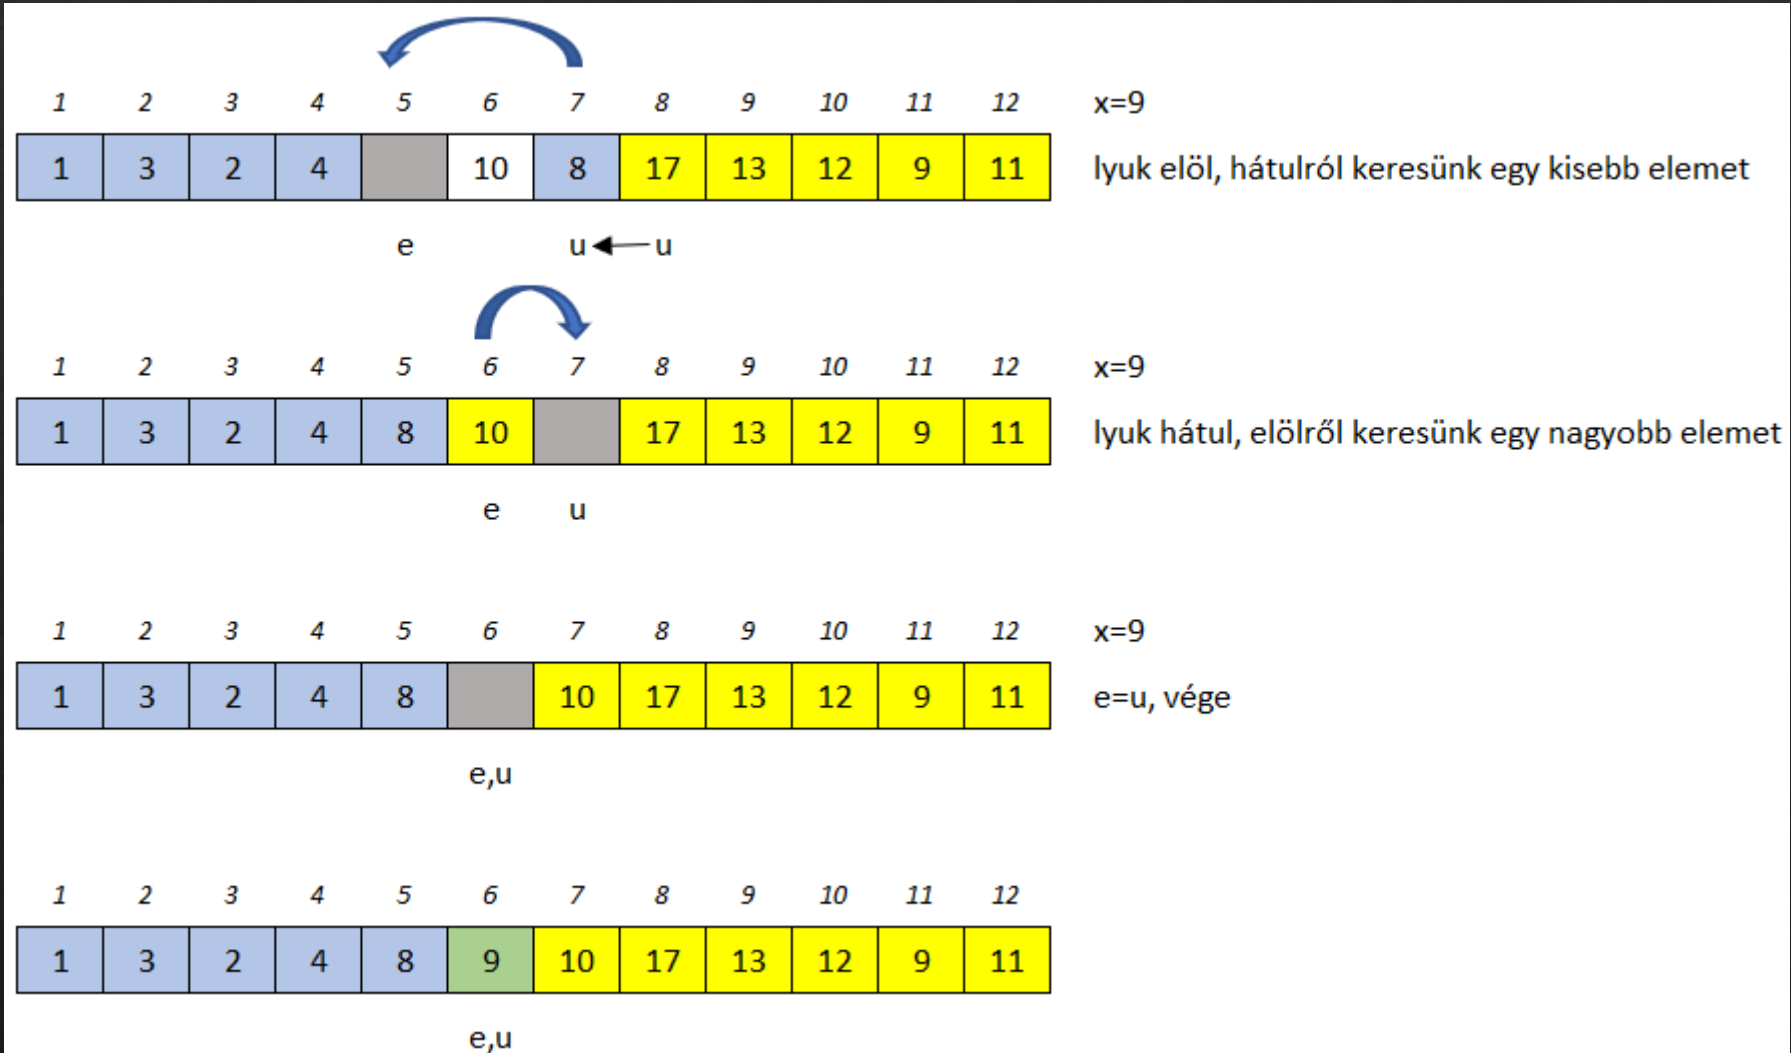 1 2 3 4 5 6 7 8 9 10 11 12 x=9
1 3 2 4 10 8 17 13 12 9 11 lyuk elöl, hátulról keresünk egy kisebb elemet
e u u
1 2 3 4 5 6 7 8 9 10 11 12 x=9
1 3 2 4 8 10 17 13 12 9 11 lyuk hátul, elölről keresünk egy nagyobb elemet
e u
1 2 3 4 5 6 7 8 9 10 11 12 x=9
1 3 2 4 8 10 17 13 12 9 11 e=u, vége
e,u
1 2 3 4 5 6 7 8 9 10 11 12
1 3 2 4 8 9 10 17 13 12 9 11
e,u